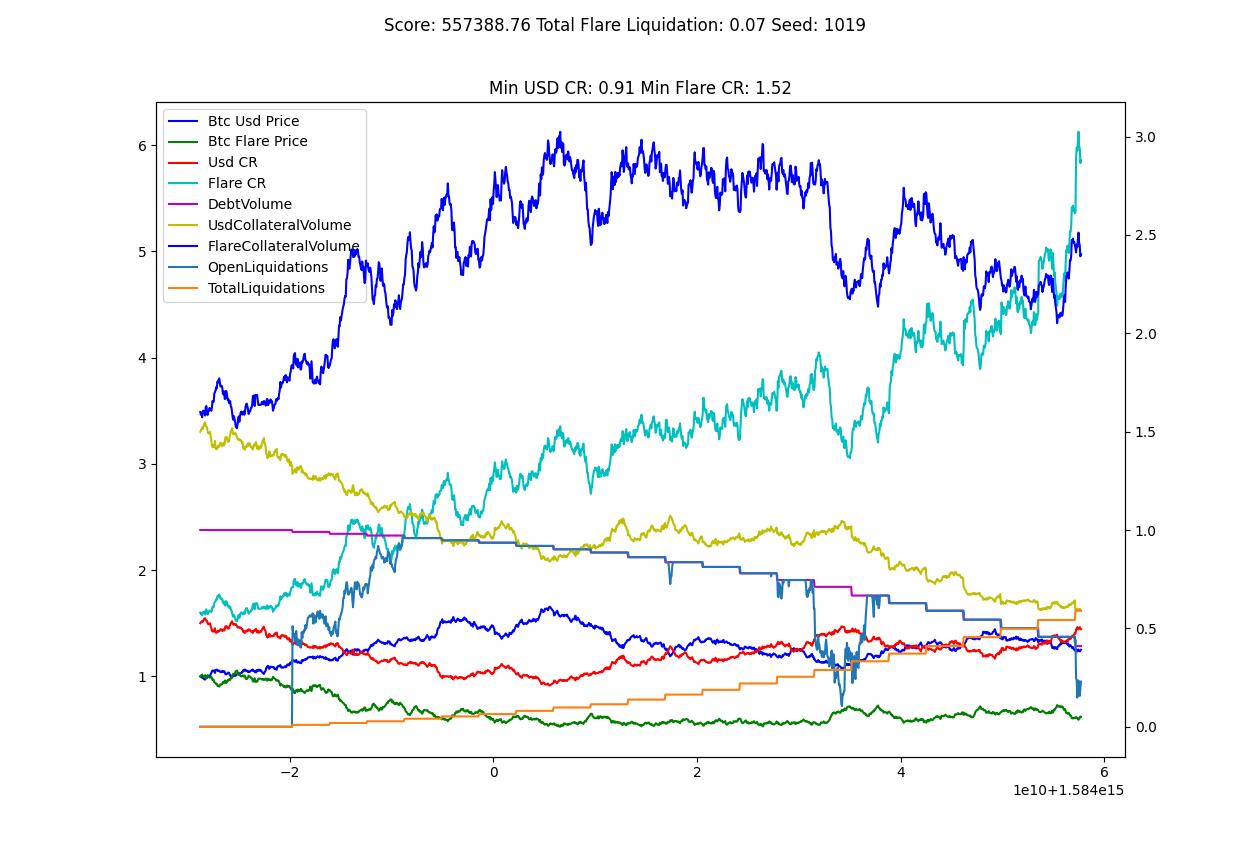 Score: 557388.76 Total Flare Liquidation: 0.07 Seed: 1019
Min USD CR: 0.91 Min Flare CR: 1.52
Btc Usd Price
Btc Flare Price
Usd CR
Flare CR
DebtVolume
UsdCollateralVolume
FlareCollateralVolume
OpenLiquidations
TotalLiquidations
6
5
4
3
2
1
3.0
2.5
2.0
1.5
1.0
0.5
0.0
−2
0
2
4
6
1e10+1.584e15